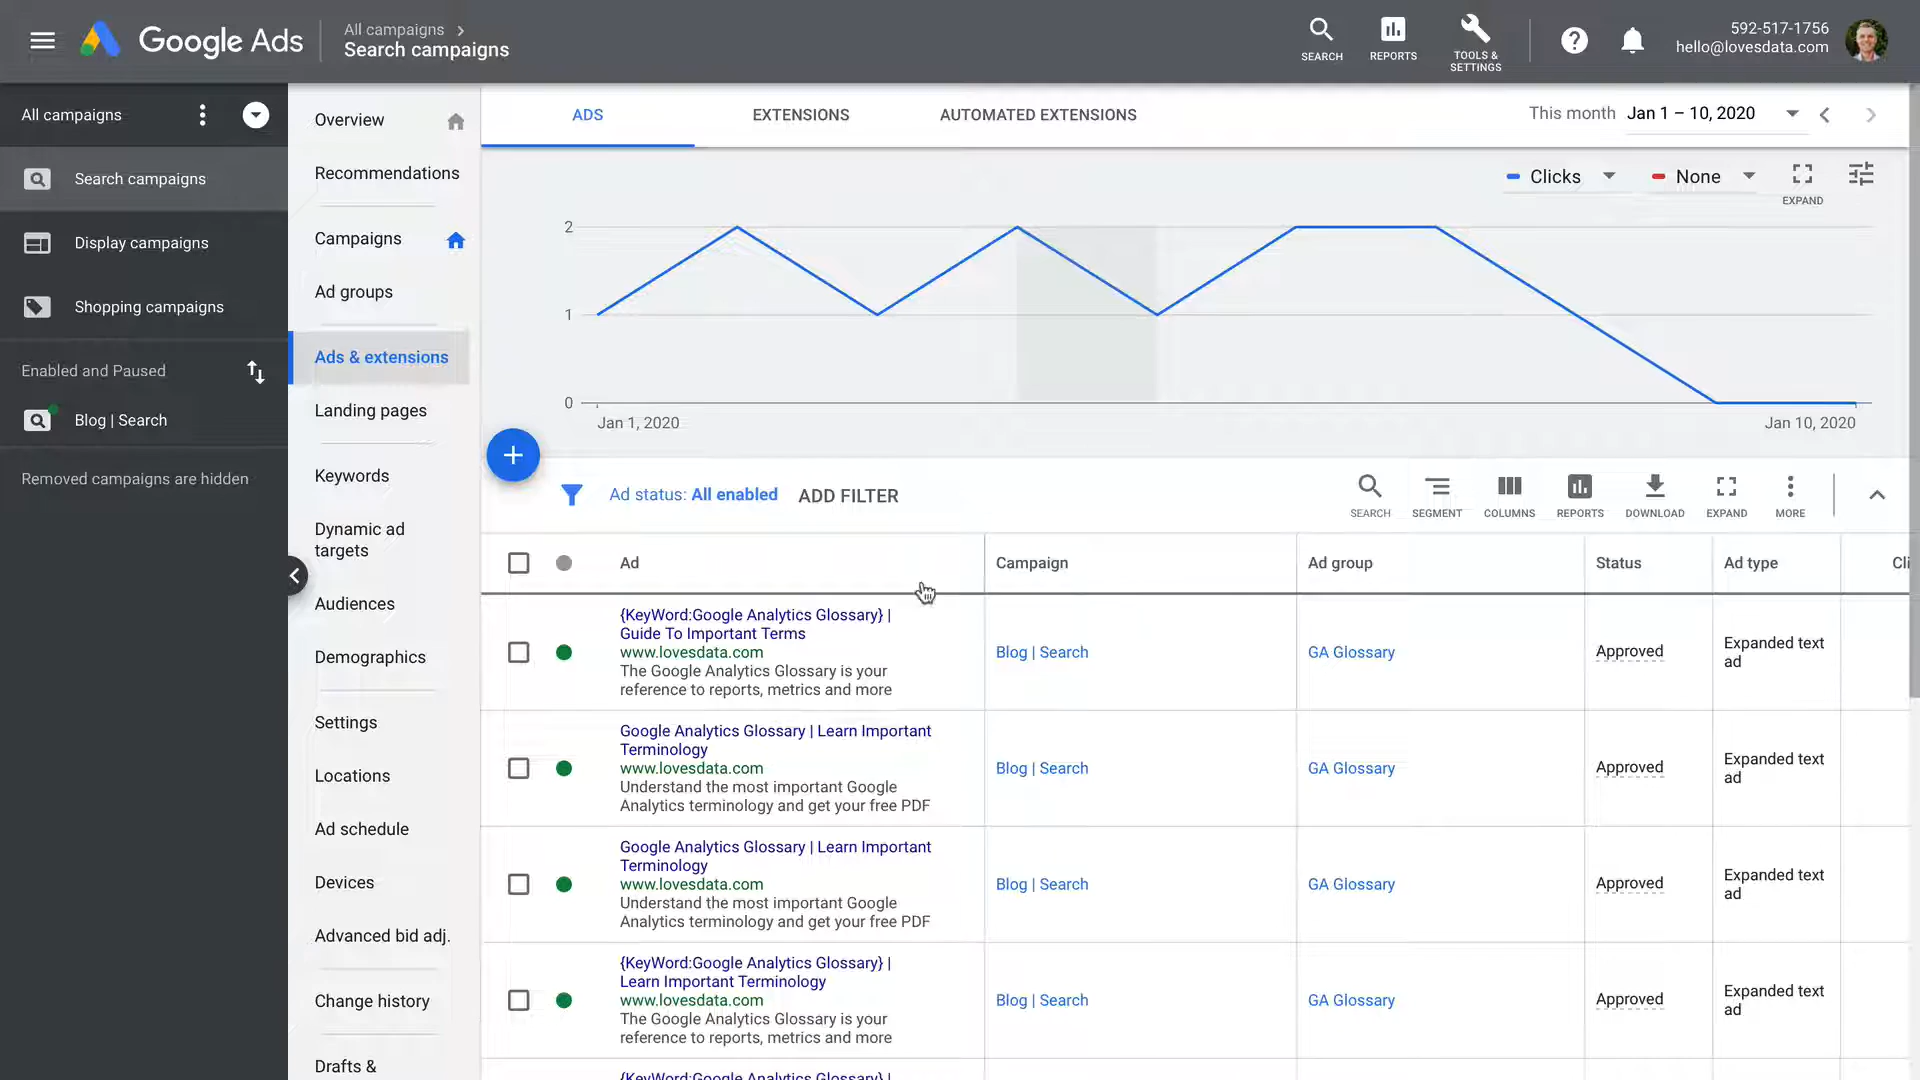 Google Ads
All campaigns
Search campaigns
SEARCH
REPORTS
TOOLS &
SETTINGS
592-517-1756
hello@lovesdata.com
All campaigns
Search campaigns
Display campaigns
Shopping campaigns
Enabled and Paused
Blog | Search
Removed campaigns are hidden
Overview
Recommendations
Campaigns
Ad groups
Ads & extensions
Landing pages
Keywords
Dynamic ad
targets
Audiences
Demographics
Settings
Locations
Ad schedule
Devices
Advanced bid adj.
Change history
Drafts &
ADS
EXTENSIONS
AUTOMATED EXTENSIONS
This month Jan 1 – 10, 2020
Clicks
None
EXPAND
2
1
0
Jan 1, 2020
Jan 10, 2020
Ad status: All enabled
ADD FILTER
SEARCH
SEGMENT
COLUMNS
REPORTS
DOWNLOAD
EXPAND
MORE
Ad
Campaign
Ad group
Status
Ad type
Cli
{KeyWord:Google Analytics Glossary} |
Guide To Important Terms
www.lovesdata.com
The Google Analytics Glossary is your
reference to reports, metrics and more
Blog | Search
GA Glossary
Approved
Expanded text
ad
Google Analytics Glossary | Learn Important
Terminology
www.lovesdata.com
Understand the most important Google
Analytics terminology and get your free PDF
Blog | Search
GA Glossary
Approved
Expanded text
ad
Google Analytics Glossary | Learn Important
Terminology
www.lovesdata.com
Understand the most important Google
Analytics terminology and get your free PDF
Blog | Search
GA Glossary
Approved
Expanded text
ad
{KeyWord:Google Analytics Glossary} |
Learn Important Terminology
www.lovesdata.com
The Google Analytics Glossary is your
reference to reports, metrics and more
Blog | Search
GA Glossary
Approved
Expanded text
ad
{KeyWord:Google Analytics Glossary} |